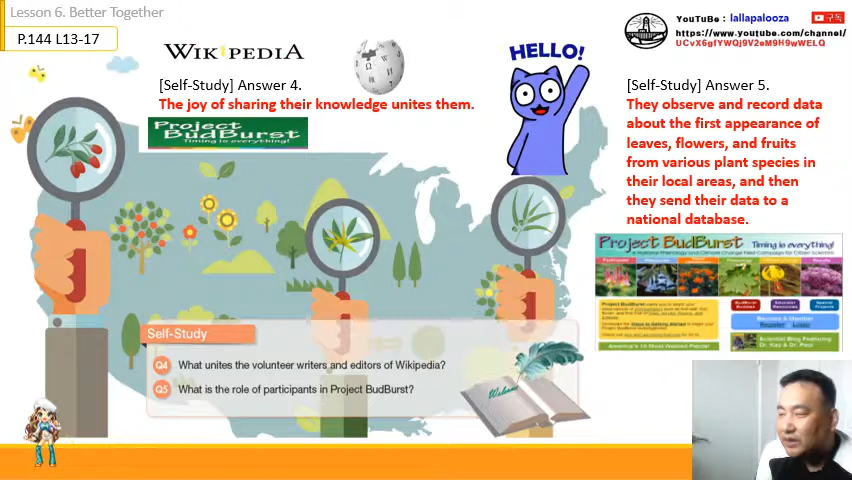 Lesson 6. Better Together
P.144 L13-17
WIKIPEDIA
HELLO!
YouTuBe : lallapalooza
구독
https://www.youtube.com/channel/
UCvX6gfYWQj9V2eM9H9wWELQ
[Self-Study] Answer 4.
The joy of sharing their knowledge unites them.
Project
BudBurst
Timing is everything!
[Self-Study] Answer 5.
They observe and record data
about the first appearance of
leaves, flowers, and fruits
from various plant species in
their local areas, and then
they send their data to a
national database.
Project BudBurst Timing is everything!
Self-Study
Q4 What unites the volunteer writers and editors of Wikipedia?
Q5 What is the role of participants in Project BudBurst?
Welcome